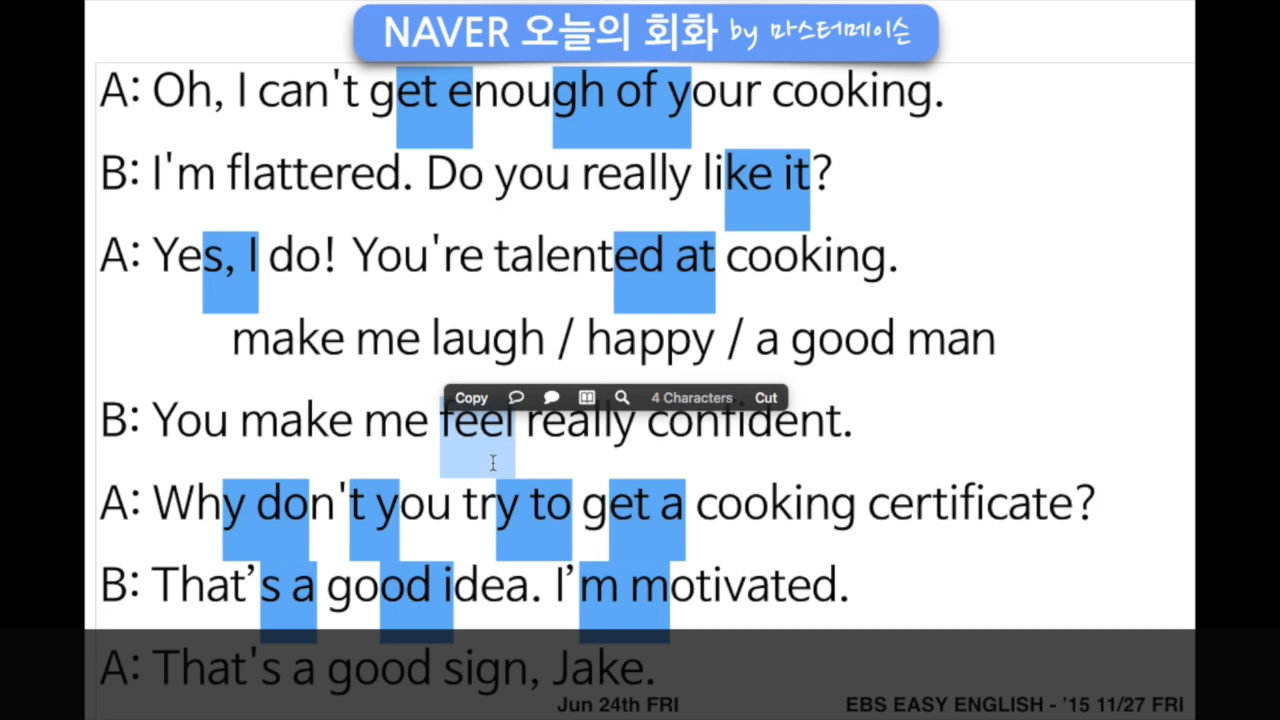 NAVER 오늘의 회화 by 마스터메이슨
A: Oh, I can't get enough of your cooking.
B: I'm flattered. Do you really like it?
A: Yes, I do! You're talented at cooking.
make me laugh / happy / a good man
Copy 4 Characters Cut
B: You make me feel really confident.
A: Why don't you try to get a cooking certificate?
B: That’s a good idea. I’m motivated.
A: That's a good sign, Jake.
Jun 24th FRI EBS EASY ENGLISH - '15 11/27 FRI